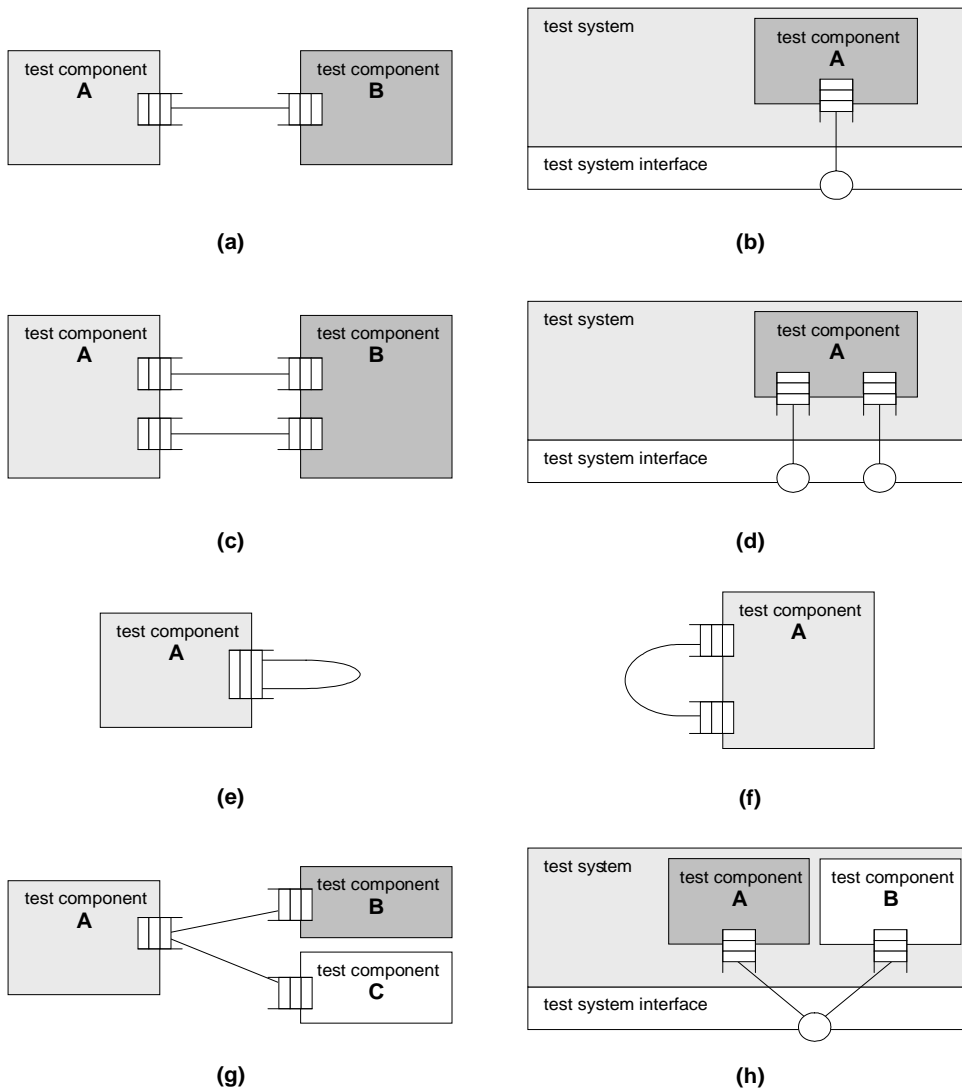 test component
A
test component
B
(a)
test system
test component
A
test system interface
(b)
test component
A
test component
B
(c)
test system
test component
A
test system interface
(d)
test component
A
(e)
test component
A
(f)
test component
A
test component
B
test component
C
(g)
test system
test component
A
test component
B
test system interface
(h)